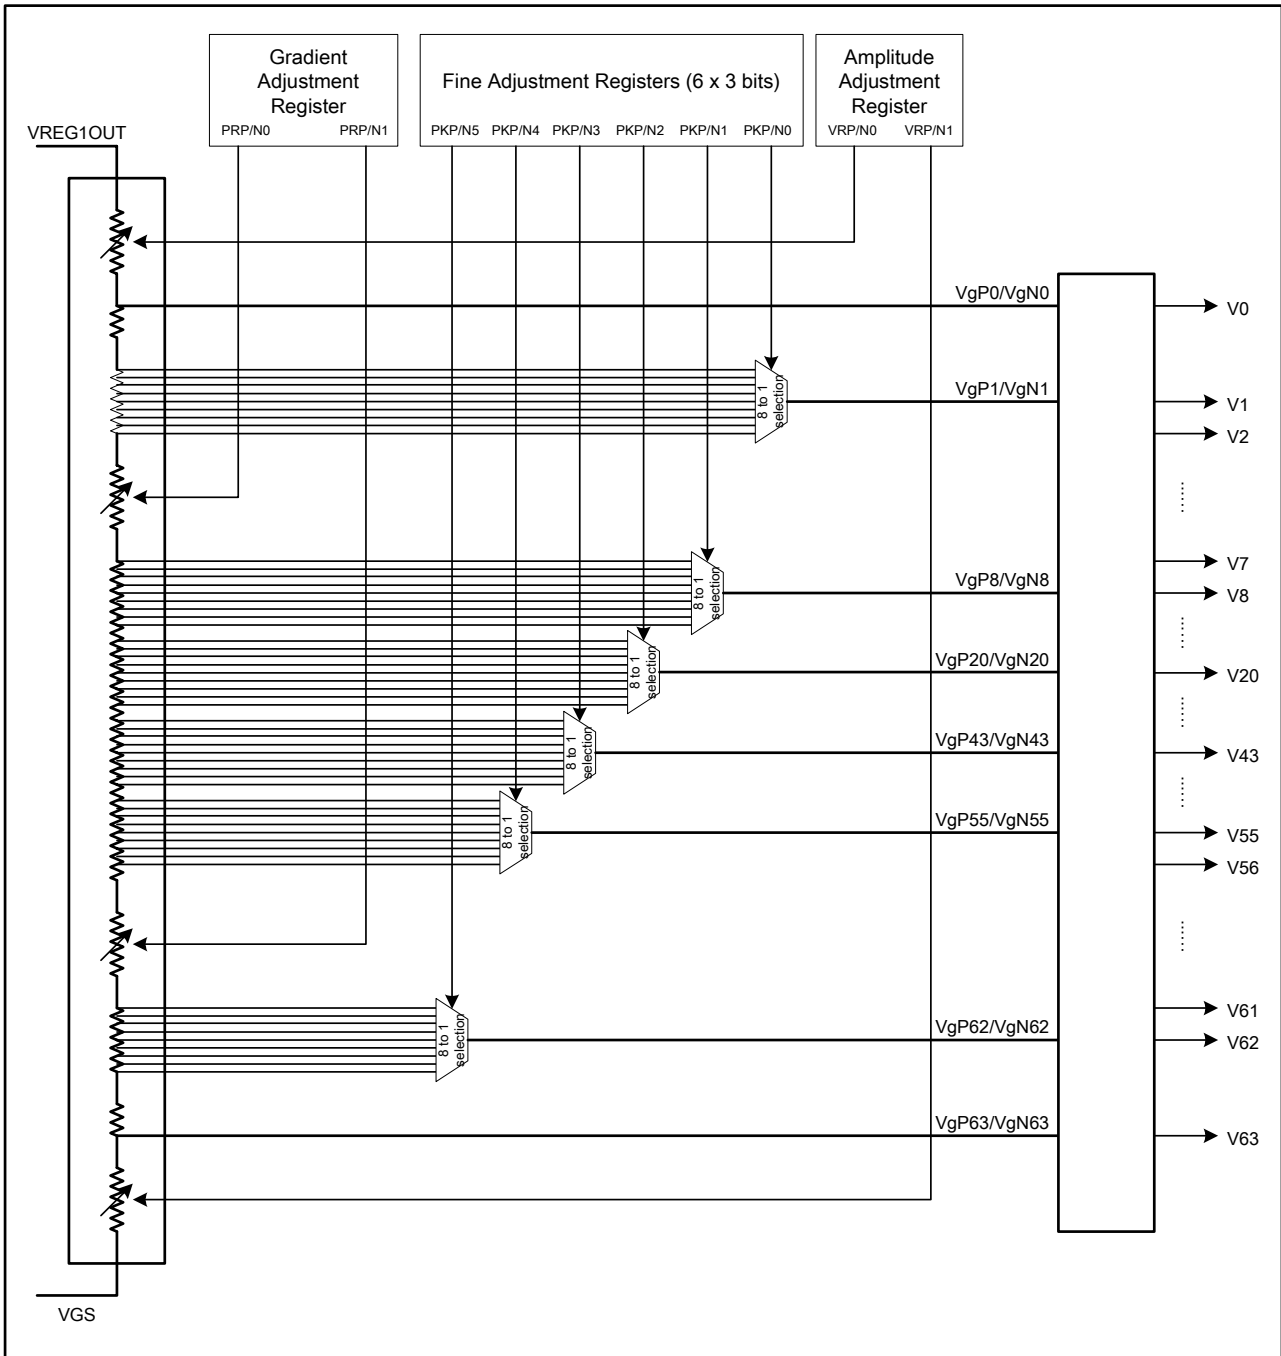 Gradient
Adjustment
Register
PRP/N0 PRP/N1
Fine Adjustment Registers (6 x 3 bits)
PKP/N5 PKP/N4 PKP/N3 PKP/N2 PKP/N1 PKP/N0
Amplitude
Adjustment
Register
VRP/N0 VRP/N1
VREG1OUT
VgP0/VgN0
V0
8 to 1
selection
VgP1/VgN1
V1
V2
V7
8 to 1
selection
VgP8/VgN8
V8
8 to 1
selection
VgP20/VgN20
V20
8 to 1
selection
VgP43/VgN43
V43
8 to 1
selection
VgP55/VgN55
V55
V56
V61
8 to 1
selection
VgP62/VgN62
V62
VgP63/VgN63
V63
VGS